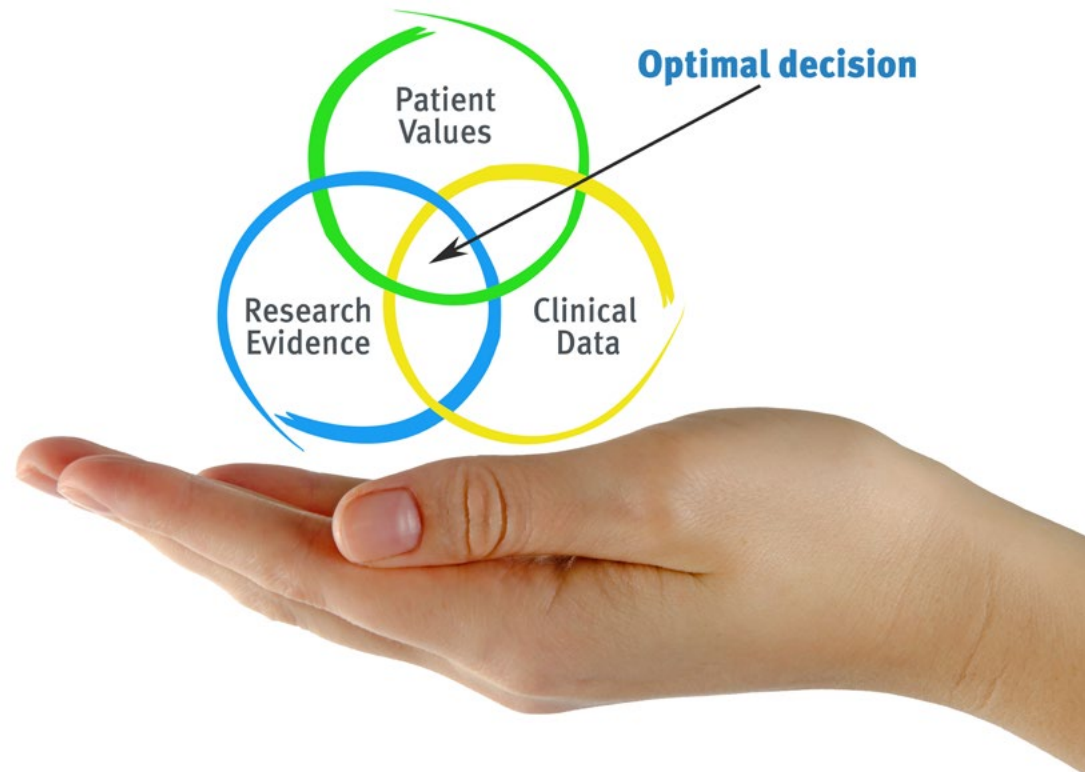 Optimal decision
Patient
Values
Research
Evidence
Clinical
Data